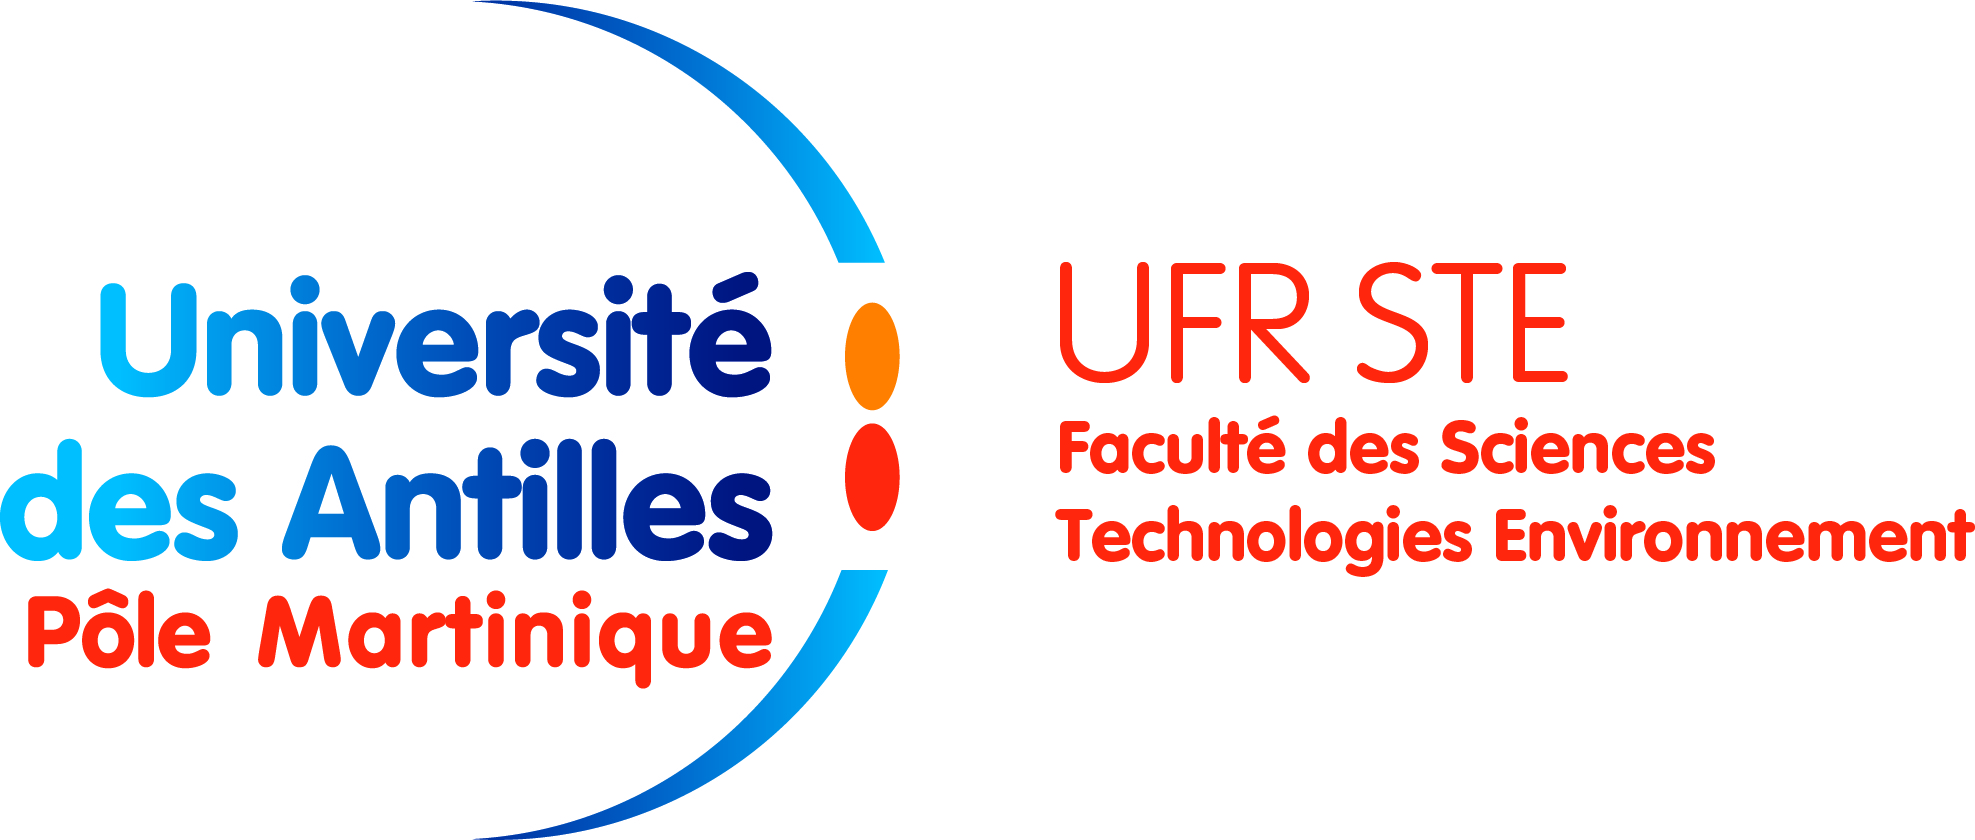 Université
des Antilles
Pôle Martinique
UFR STE
Faculté des Sciences
Technologies Environnement